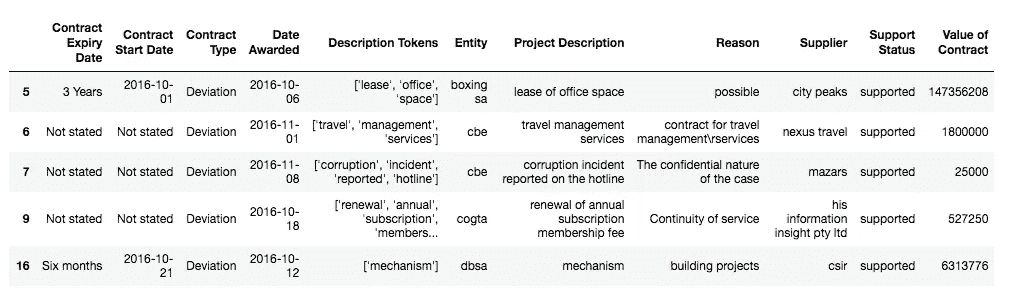 Contract
Expiry
Date
Contract
Start Date
Contract
Type
Date
Awarded
Description Tokens
Entity
Project Description
Reason
Supplier
Support
Status
Value of
Contract
5
3 Years
2016-10-
01
Deviation
2016-10-
06
['lease', 'office',
'space']
boxing
sa
lease of office space
possible
city peaks
supported
147356208
6
Not stated
Not stated
Deviation
2016-11-
01
['travel', 'management',
'services']
cbe
travel management
services
contract for travel
management\rservices
nexus travel
supported
1800000
7
Not stated
Not stated
Deviation
2016-11-
08
['corruption', 'incident',
'reported', 'hotline']
cbe
corruption incident
reported on the hotline
The confidential nature
of the case
mazars
supported
25000
9
Not stated
Not stated
Deviation
2016-10-
18
['renewal', 'annual',
'subscription',
'members...
cogta
renewal of annual
subscription
membership fee
Continuity of service
his
information
insight pty ltd
supported
527250
16
Six months
2016-10-
21
Deviation
2016-10-
12
['mechanism']
dbsa
mechanism
building projects
csir
supported
6313776